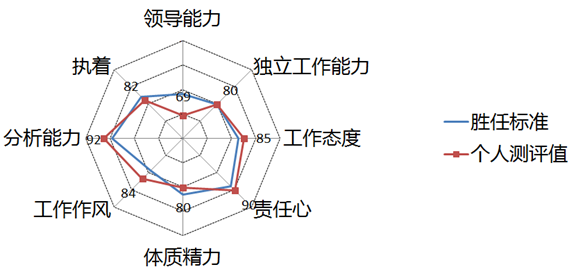 领导能力
执着
82
69
80
独立工作能力
分析能力
92
85
工作态度
工作作风
84
80
90
责任心
体质精力
胜任标准
个人测评值